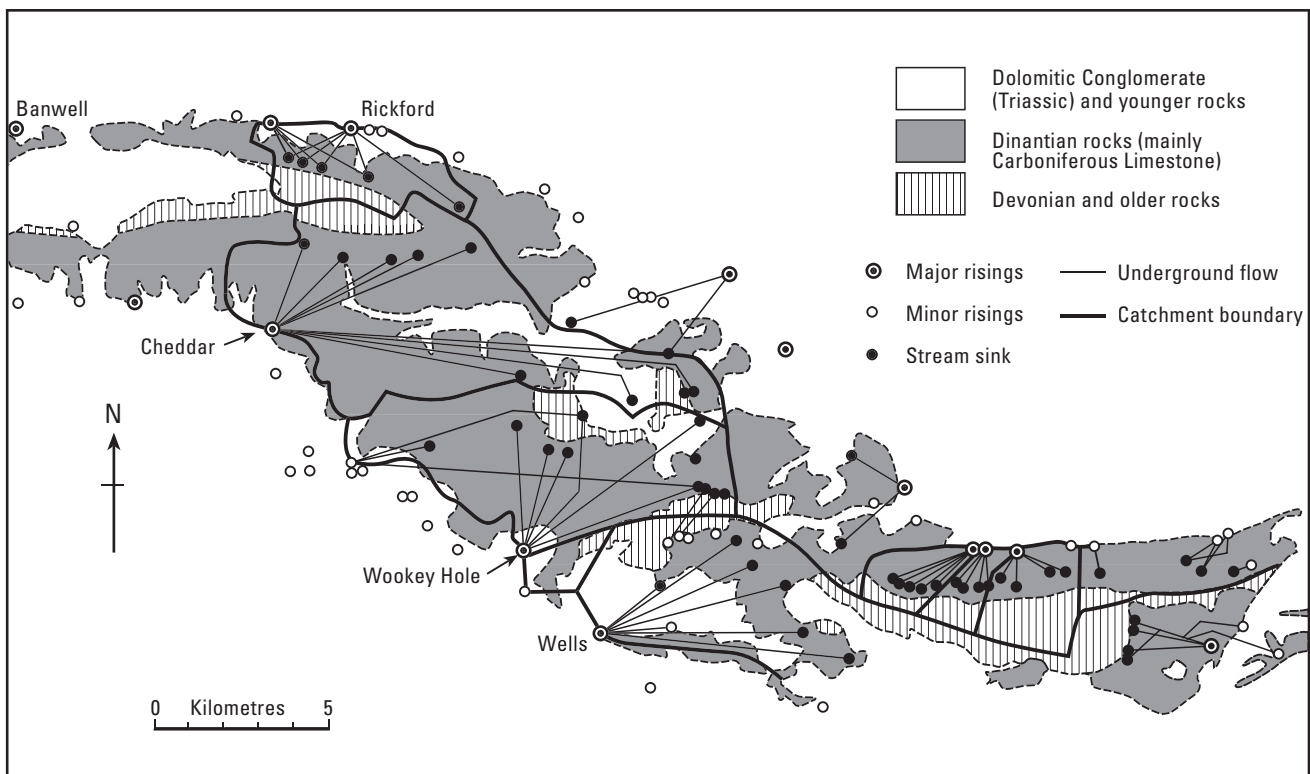 Banwell
Rickford
Dolomitic Conglomerate
(Triassic) and younger rocks
Dinantian rocks (mainly
Carboniferous Limestone)
Devonian and older rocks
Major risings
Underground flow
Minor risings
Catchment boundary
Stream sink
Cheddar
N
Wookey Hole
Wells
0 Kilometres 5